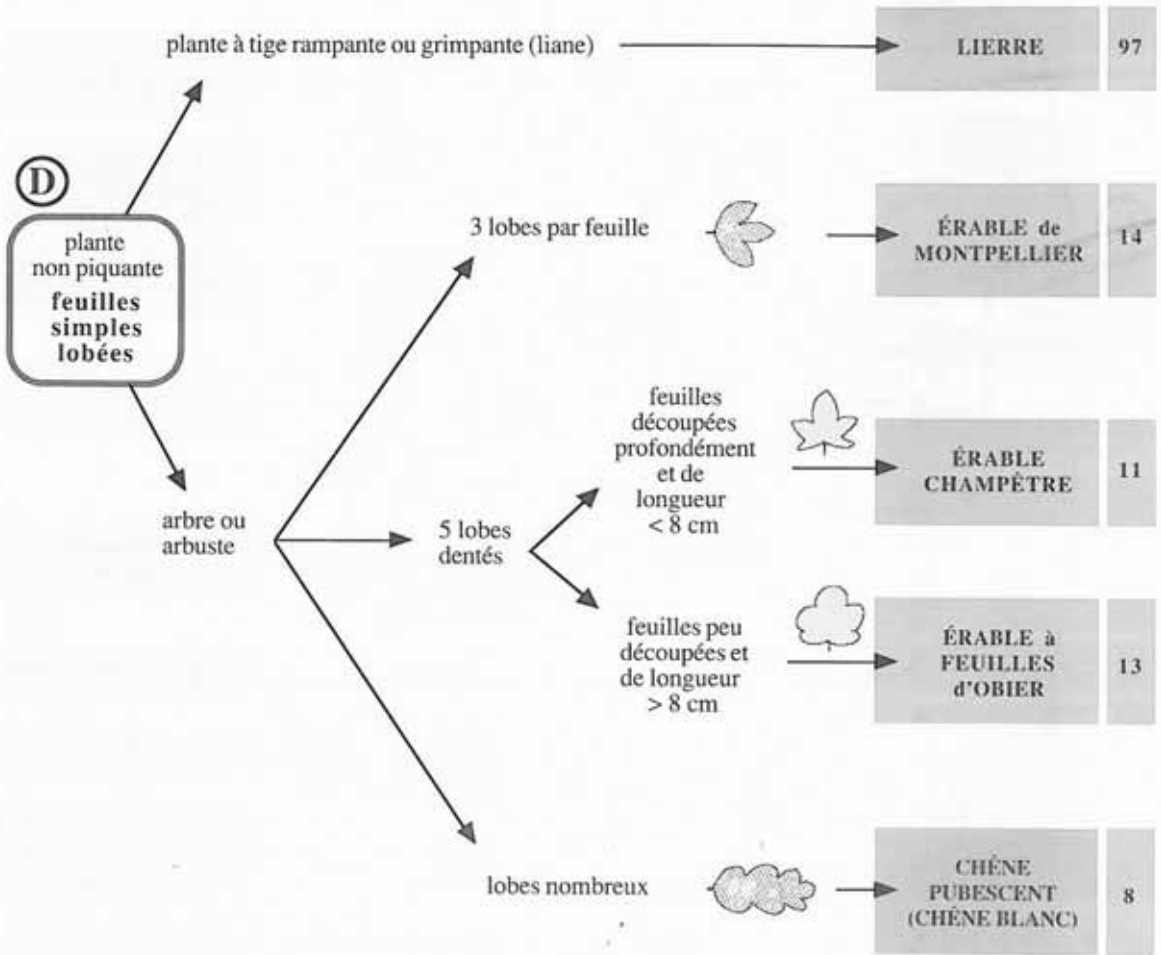 plante à tige rampante ou grimpante (liane)
LIERRE
97
D
plante
non piquante
feuilles
simples
lobées
3 lobes par feuille
ÉRABLE de
MONTPELLIER
14
arbre ou
arbuste
5 lobes
dentés
feuilles
découpées
profondément
et de
longueur
< 8 cm
ÉRABLE
CHAMPÊTRE
11
feuilles peu
découpées et
de longueur
> 8 cm
ÉRABLE à
FEUILLES
d'OBIER
13
lobes nombreux
CHÊNE
PUBESCENT
(CHÊNE BLANC)
8